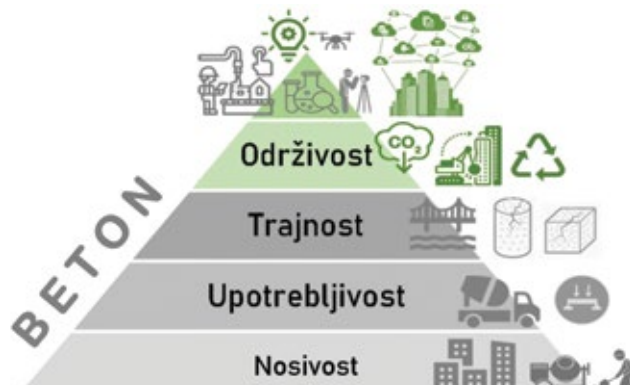 CO₂
Održivost
Trajnost
Upotrebljivost
Nosivost
BETON